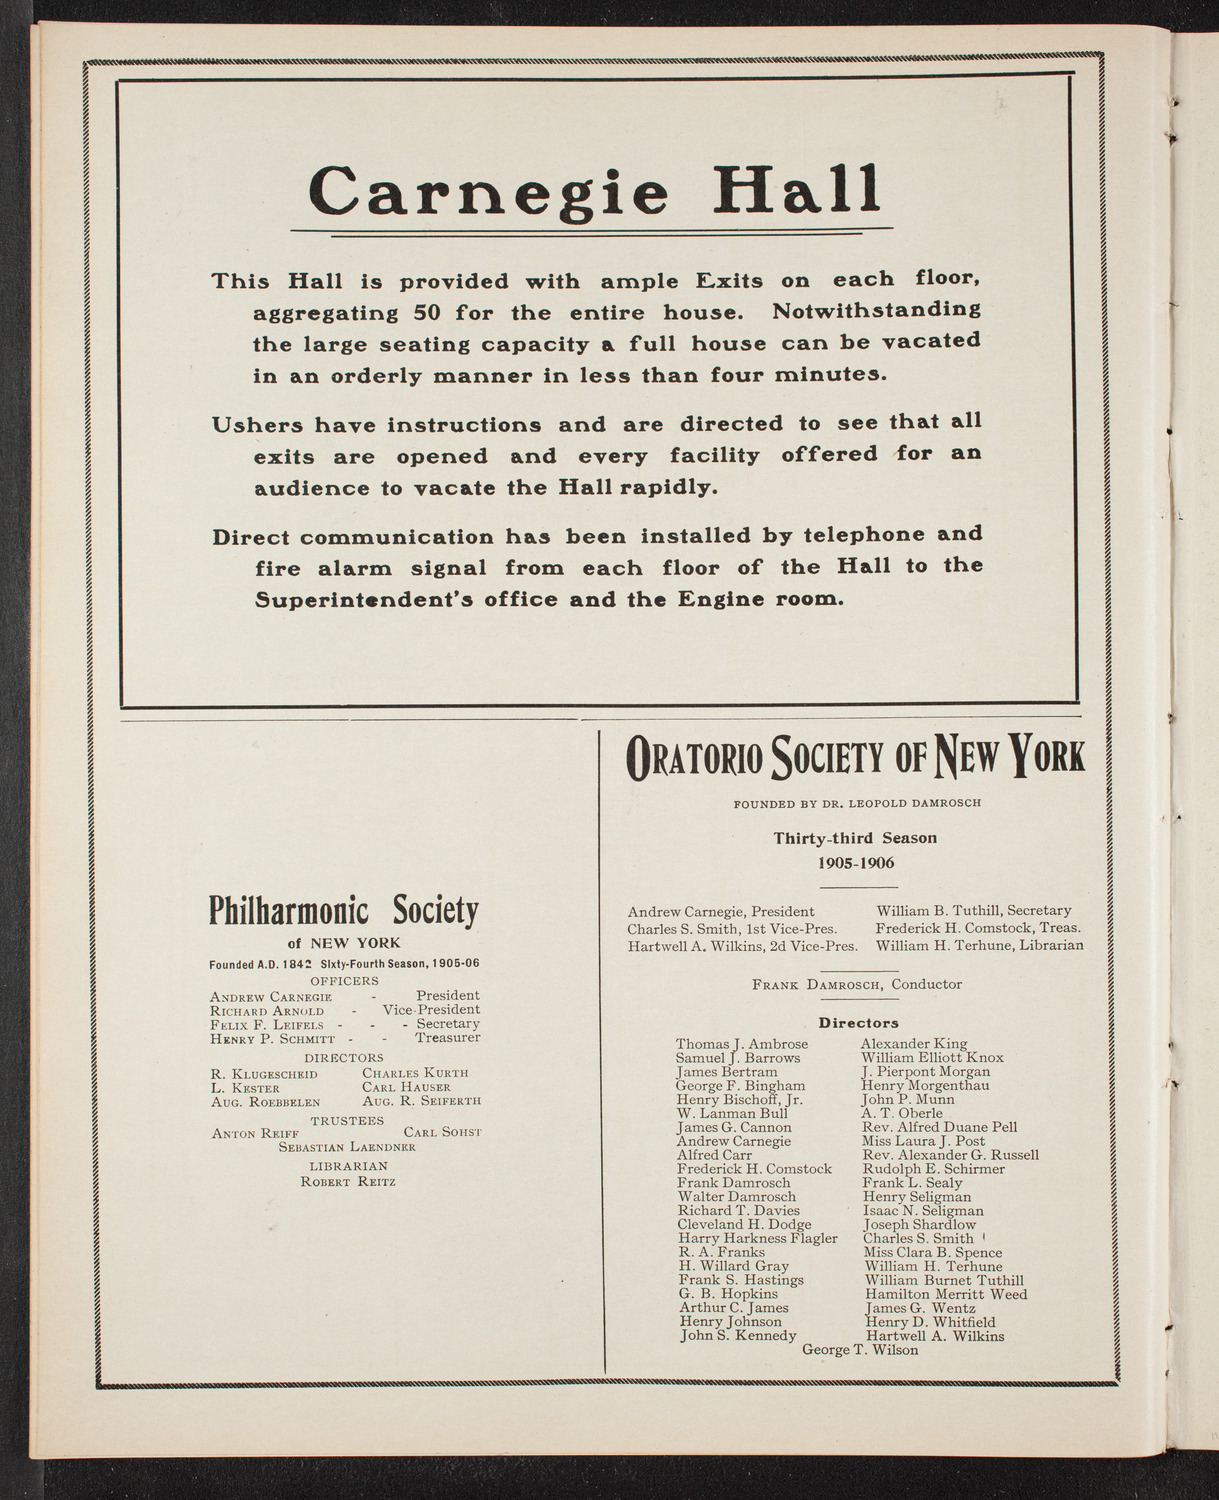 Carnegie Hall
This Hall is provided with ample Exits on each floor,
aggregating 50 for the entire house. Notwithstanding
the large seating capacity a full house can be vacated
in an orderly manner in less than four minutes.
Ushers have instructions and are directed to see that all
exits are opened and every facility offered for an
audience to vacate the Hall rapidly.
Direct communication has been installed by telephone and
fire alarm signal from each floor of the Hall to the
Superintendent's office and the Engine room.
Philharmonic Society
of NEW YORK
Founded A.D. 1842 Sixty-Fourth Season, 1905-06
OFFICERS
ANDREW CARNEGIE - President
RICHARD ARNOLD - Vice-President
FELIX F. LEIFELS - - - Secretary
HENRY P. SCHMITT - - Treasurer
DIRECTORS
R. KLUGESCHEID CHARLES KURTH
L. KESTER CARL HAUSER
AUG. ROEBBELEN AUG. R. SEIFERTH
TRUSTEES
ANTON REIFF CARL SOHST
SEBASTIAN LAENDNER
LIBRARIAN
ROBERT REITZ
ORATORIO SOCIETY OF NEW YORK
FOUNDED BY DR. LEOPOLD DAMROSCH
Thirty-third Season
1905-1906
Andrew Carnegie, President William B. Tuthill, Secretary
Charles S. Smith, 1st Vice-Pres. Frederick H. Comstock, Treas.
Hartwell A. Wilkins, 2d Vice-Pres. William H. Terhune, Librarian
FRANK DAMROSCH, Conductor
Directors
Thomas J. Ambrose Alexander King
Samuel J. Barrows William Elliott Knox
James Bertram J. Pierpont Morgan
George F. Bingham Henry Morgenthau
Henry Bischoff, Jr. John P. Munn
W. Lanman Bull A. T. Oberle
James G. Cannon Rev. Alfred Duane Pell
Andrew Carnegie Miss Laura J. Post
Alfred Carr Rev. Alexander G. Russell
Frederick H. Comstock Rudolph E. Schirmer
Frank Damrosch Frank L. Sealy
Walter Damrosch Henry Seligman
Richard T. Davies Isaac N. Seligman
Cleveland H. Dodge Joseph Shardlow
Harry Harkness Flagler Charles S. Smith
R. A. Franks Miss Clara B. Spence
H. Willard Gray William H. Terhune
Frank S. Hastings William Burnet Tuthill
G. B. Hopkins Hamilton Merritt Weed
Arthur C. James James G. Wentz
Henry Johnson Henry D. Whitfield
John S. Kennedy Hartwell A. Wilkins
George T. Wilson